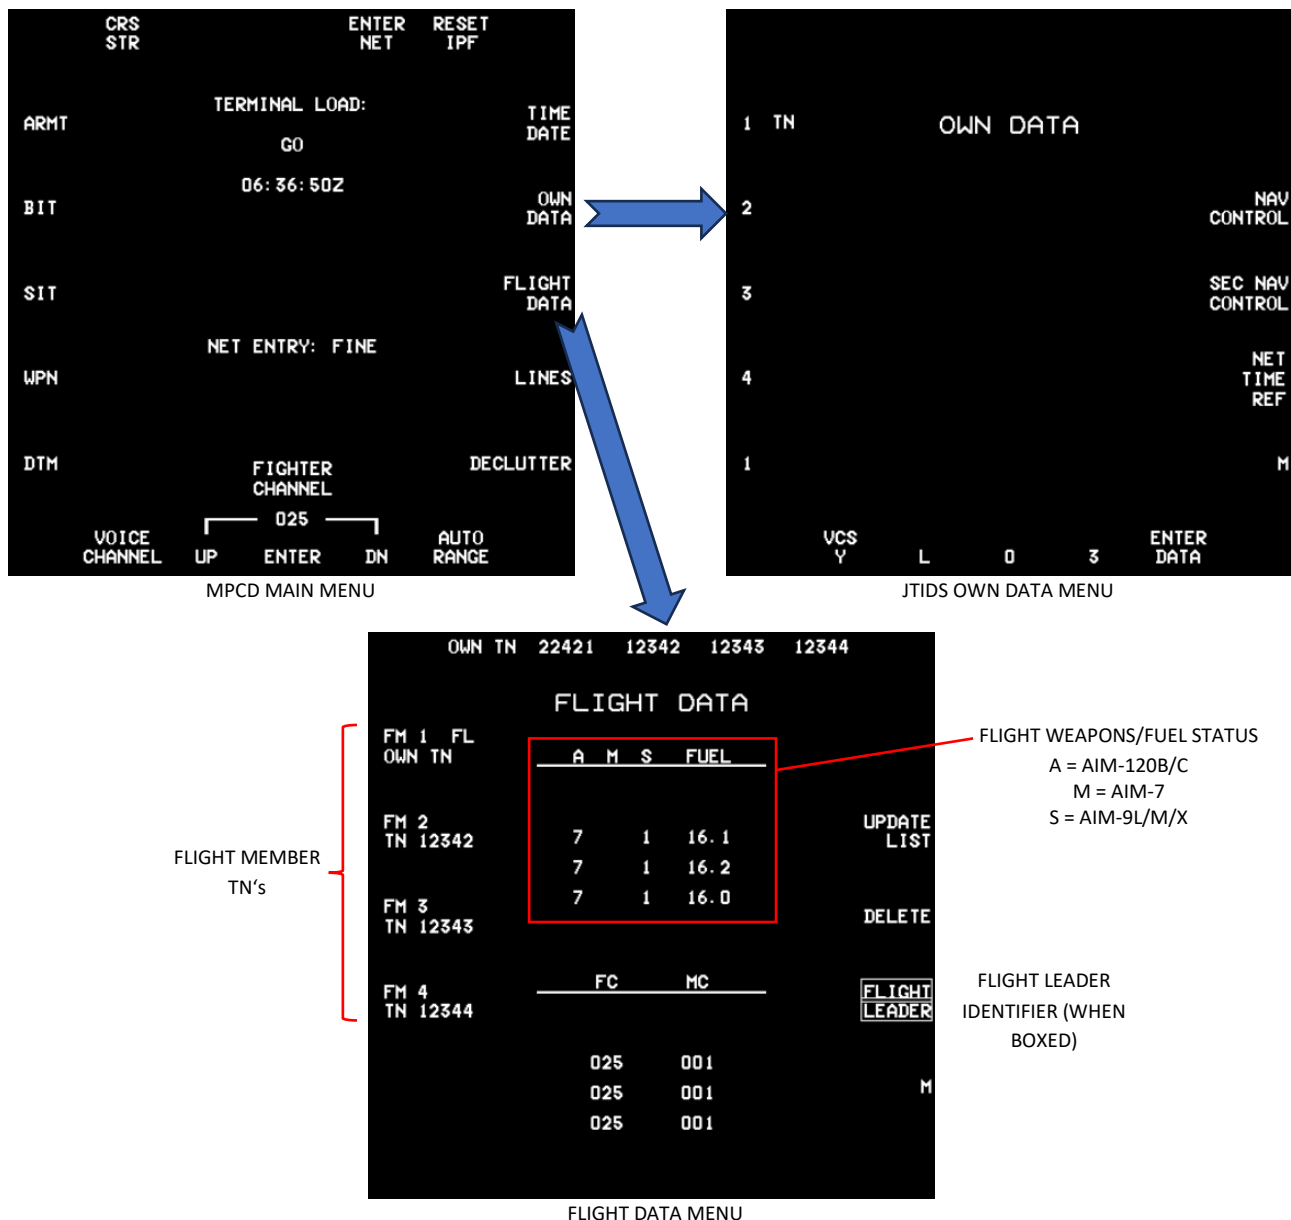 CRS
STR
ENTER
NET
RESET
IPF
ARMT
TERMINAL LOAD:
GO
TIME
DATE
06:36:50Z
BIT
OWN
DATA
SIT
FLIGHT
DATA
NET ENTRY: FINE
WPN
LINES
DTM
FIGHTER
CHANNEL
DECLUTTER
025
VOICE
CHANNEL
UP
ENTER
DN
AUTO
RANGE
MPCD MAIN MENU
1 TN
OWN DATA
2
NAV
CONTROL
3
SEC NAV
CONTROL
4
NET
TIME
REF
1
M
VCS
Y
L
0
3
ENTER
DATA
JTIDS OWN DATA MENU
OWN TN 22421 12342 12343 12344
FLIGHT DATA
FM 1 FL
OWN TN
A M S FUEL
FM 2
TN 12342
7 1 16.1
7 1 16.2
7 1 16.0
UPDATE
LIST
FM 3
TN 12343
DELETE
FM 4
TN 12344
FC MC
FLIGHT
LEADER
025 001
025 001
025 001
M
FLIGHT MEMBER
TN‘s
FLIGHT WEAPONS/FUEL STATUS
A = AIM-120B/C
M = AIM-7
S = AIM-9L/M/X
FLIGHT LEADER
IDENTIFIER (WHEN
BOXED)
FLIGHT DATA MENU